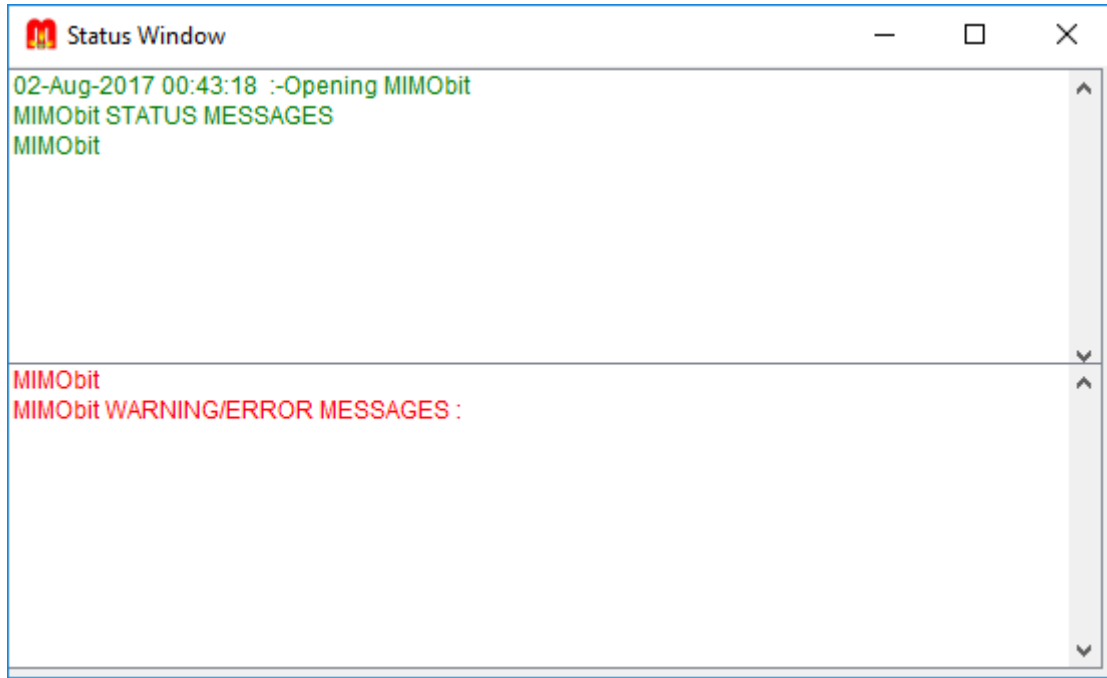 Status Window
02-Aug-2017 00:43:18  :-Opening MIMObit
MIMObit STATUS MESSAGES
MIMObit
MIMObit
MIMObit WARNING/ERROR MESSAGES :